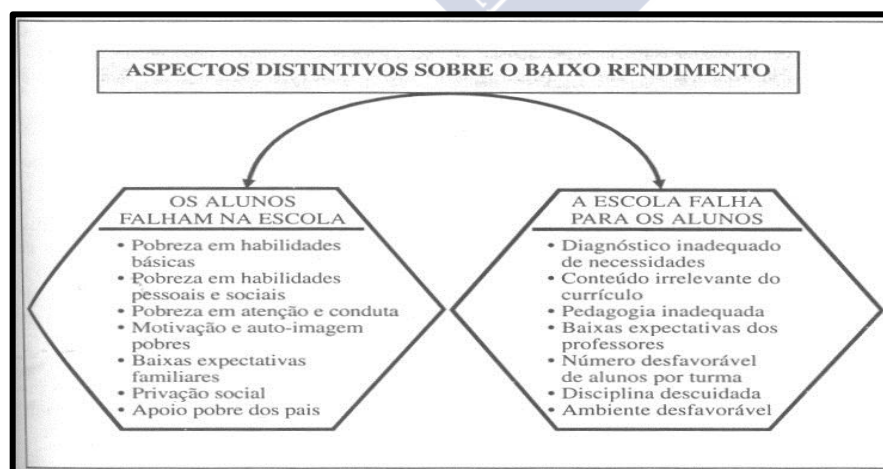 ASPECTOS DISTINTIVOS SOBRE O BAIXO RENDIMENTO
OS ALUNOS
FALHAM NA ESCOLA
• Pobreza em habilidades
básicas
• Pobreza em habilidades
pessoais e sociais
• Pobreza em atenção e conduta
• Motivação e auto-imagem
pobres
• Baixas expectativas
familiares
• Privação social
• Apoio pobre dos pais
A ESCOLA FALHA
PARA OS ALUNOS
• Diagnóstico inadequado
de necessidades
• Conteúdo irrelevante do
currículo
• Pedagogia inadequada
• Baixas expectativas dos
professores
• Número desfavorável
de alunos por turma
• Disciplina descuidada
• Ambiente desfavorável